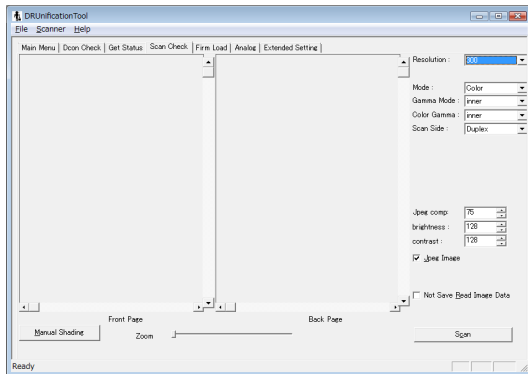 DRUnificationTool
File Scanner Help
Main Menu Dcon Check Get Status Scan Check Firm Load Analog Extended Setting
Resolution : 300
Mode : Color
Gamma Mode : inner
Color Gamma : inner
Scan Side : Duplex
Jpeg comp: 75
brightness : 128
contrast : 128
Jpeg Image
Not Save Read Image Data
Front Page Back Page
Manual Shading Zoom Scan
Ready